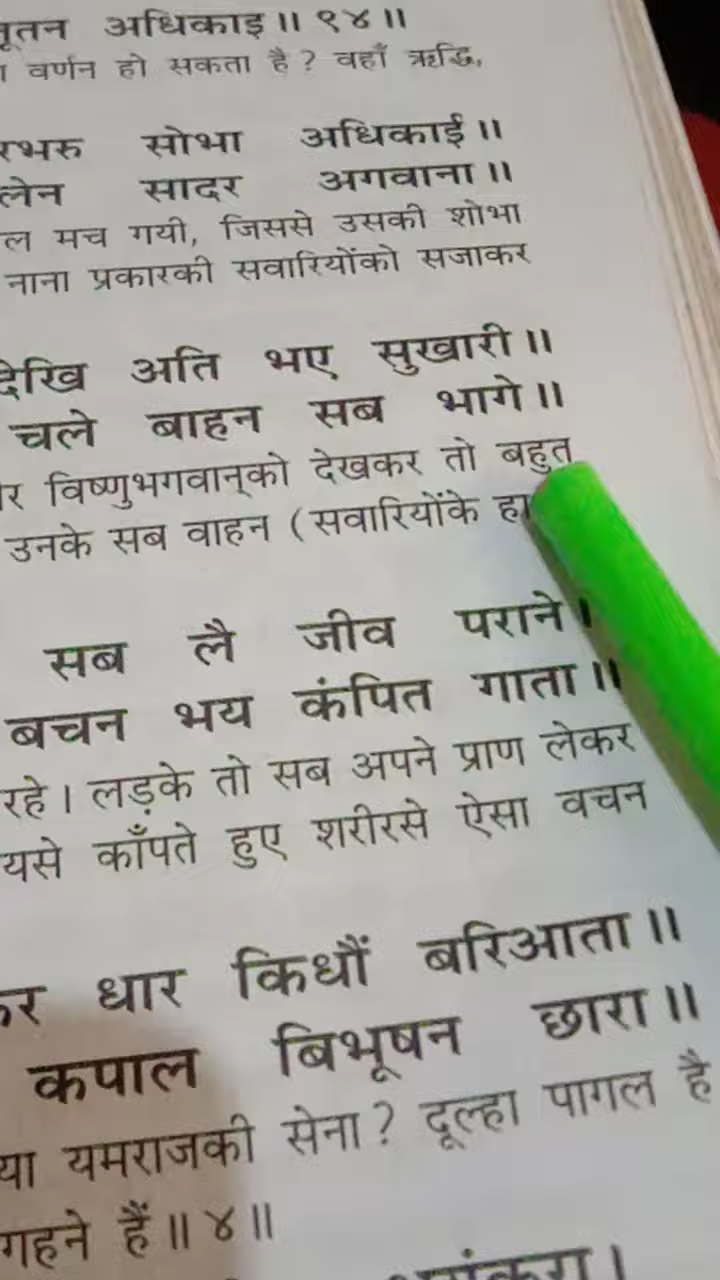 नूतन अधिकाइ॥ ९४॥
वर्णन हो सकता है? वहाँ ऋद्धि,
रभरु सोभा अधिकाई॥
लेन सादर अगवाना॥
ल मच गयी, जिससे उसकी शोभा
नाना प्रकारकी सवारियोंको सजाकर
देखि अति भए सुखारी॥
चले बाहन सब भागे॥
र विष्णुभगवान्‌को देखकर तो बहुत
उनके सब वाहन (सवारियोंके हा
सब लै जीव पराने।
बचन भय कंपित गाता॥
रहे। लड़के तो सब अपने प्राण लेकर
यसे काँपते हुए शरीरसे ऐसा वचन
कर धार किधौं बरिआता॥
कपाल बिभूषन छारा॥
या यमराजकी सेना? दूल्हा पागल है
गहने हैं॥ ४॥